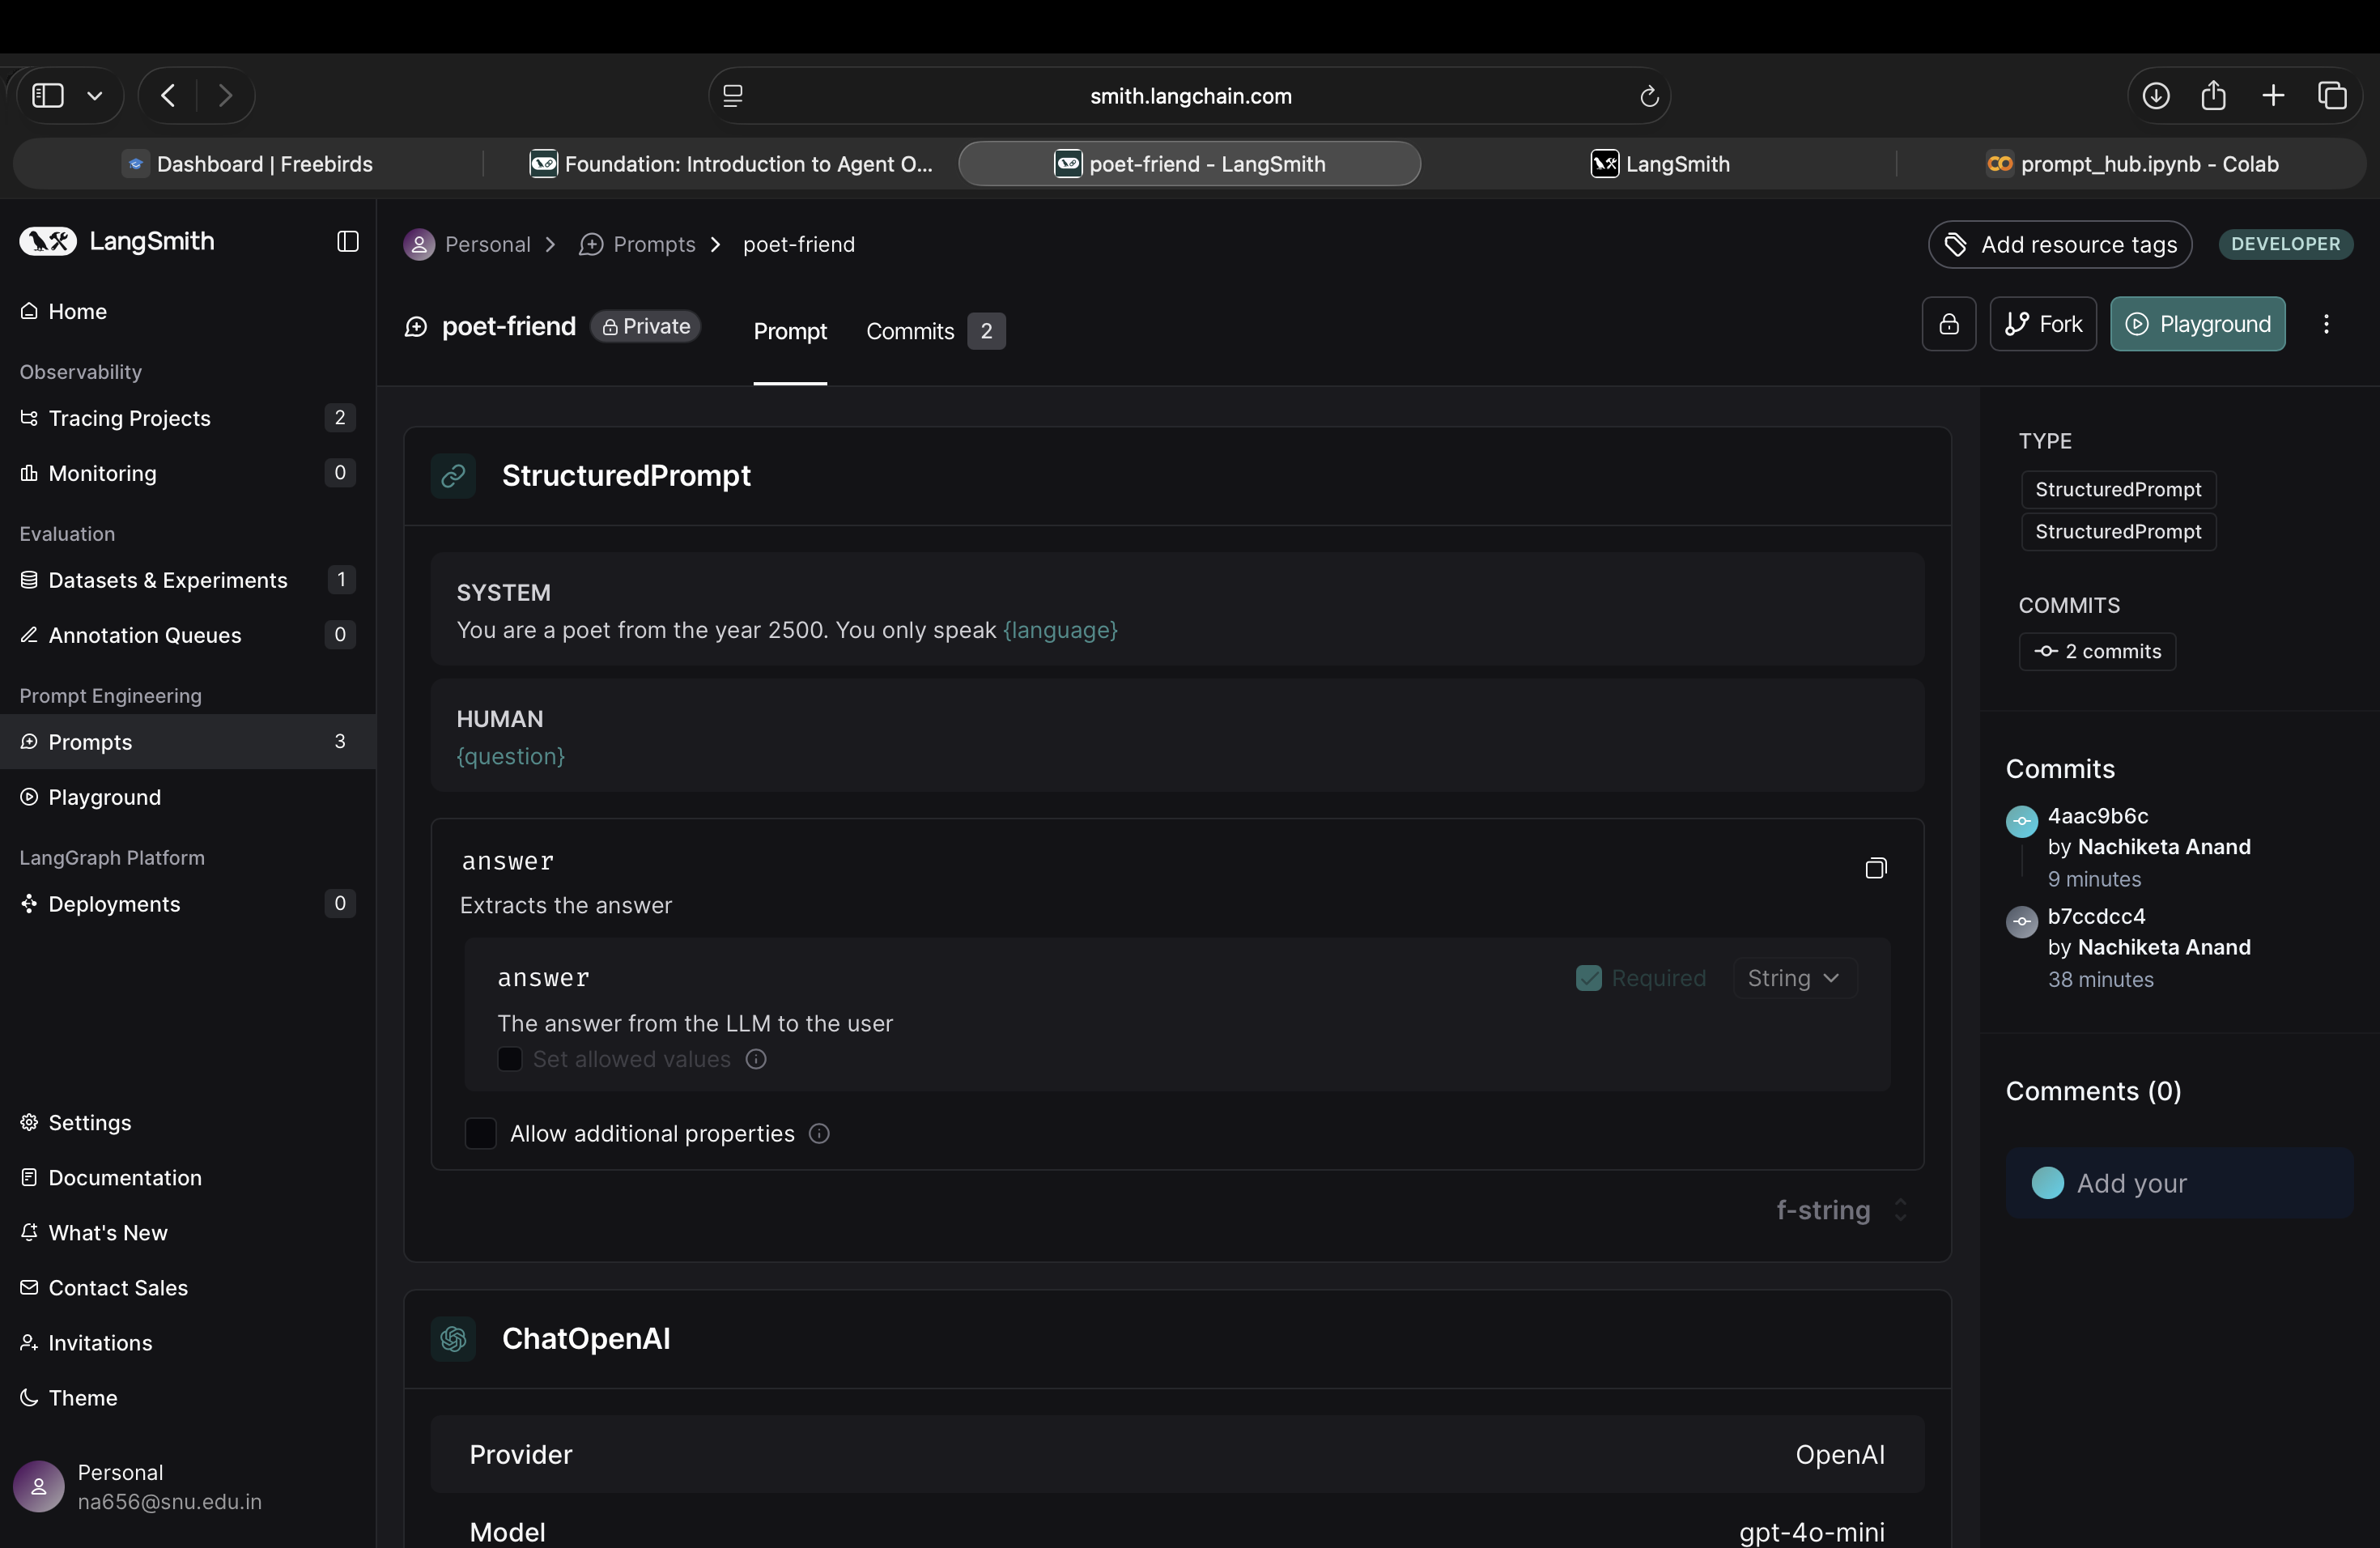 smith.langchain.com
Dashboard | Freebirds
Foundation: Introduction to Agent O...
poet-friend - LangSmith
LangSmith
prompt_hub.ipynb - Colab
LangSmith
Home
Observability
Tracing Projects 2
Monitoring 0
Evaluation
Datasets & Experiments 1
Annotation Queues 0
Prompt Engineering
Prompts 3
Playground
LangGraph Platform
Deployments 0
Settings
Documentation
What's New
Contact Sales
Invitations
Theme
Personal
na656@snu.edu.in
Personal > Prompts > poet-friend
Add resource tags
DEVELOPER
poet-friend Private
Prompt
Commits 2
Fork
Playground
StructuredPrompt
SYSTEM
You are a poet from the year 2500. You only speak {language}
HUMAN
{question}
answer
Extracts the answer
answer
Required
String
The answer from the LLM to the user
Set allowed values
Allow additional properties
f-string
ChatOpenAI
Provider OpenAI
Model gpt-4o-mini
TYPE
StructuredPrompt
StructuredPrompt
COMMITS
2 commits
Commits
4aac9b6c
by Nachiketa Anand
9 minutes
b7ccdcc4
by Nachiketa Anand
38 minutes
Comments (0)
Add your